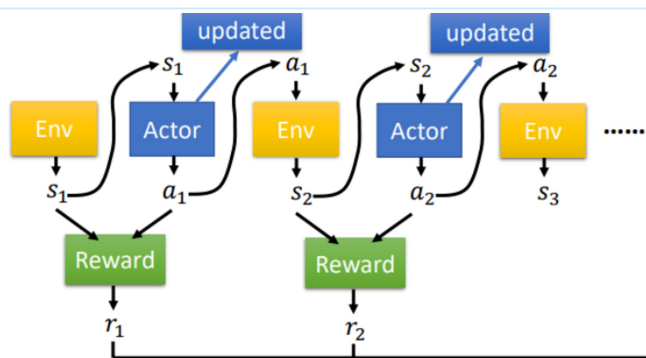 updated
updated
s₁
a₁
s₂
a₂
Env
Actor
Env
Actor
Env
......
s₁
a₁
s₂
a₂
s₃
Reward
Reward
r₁
r₂